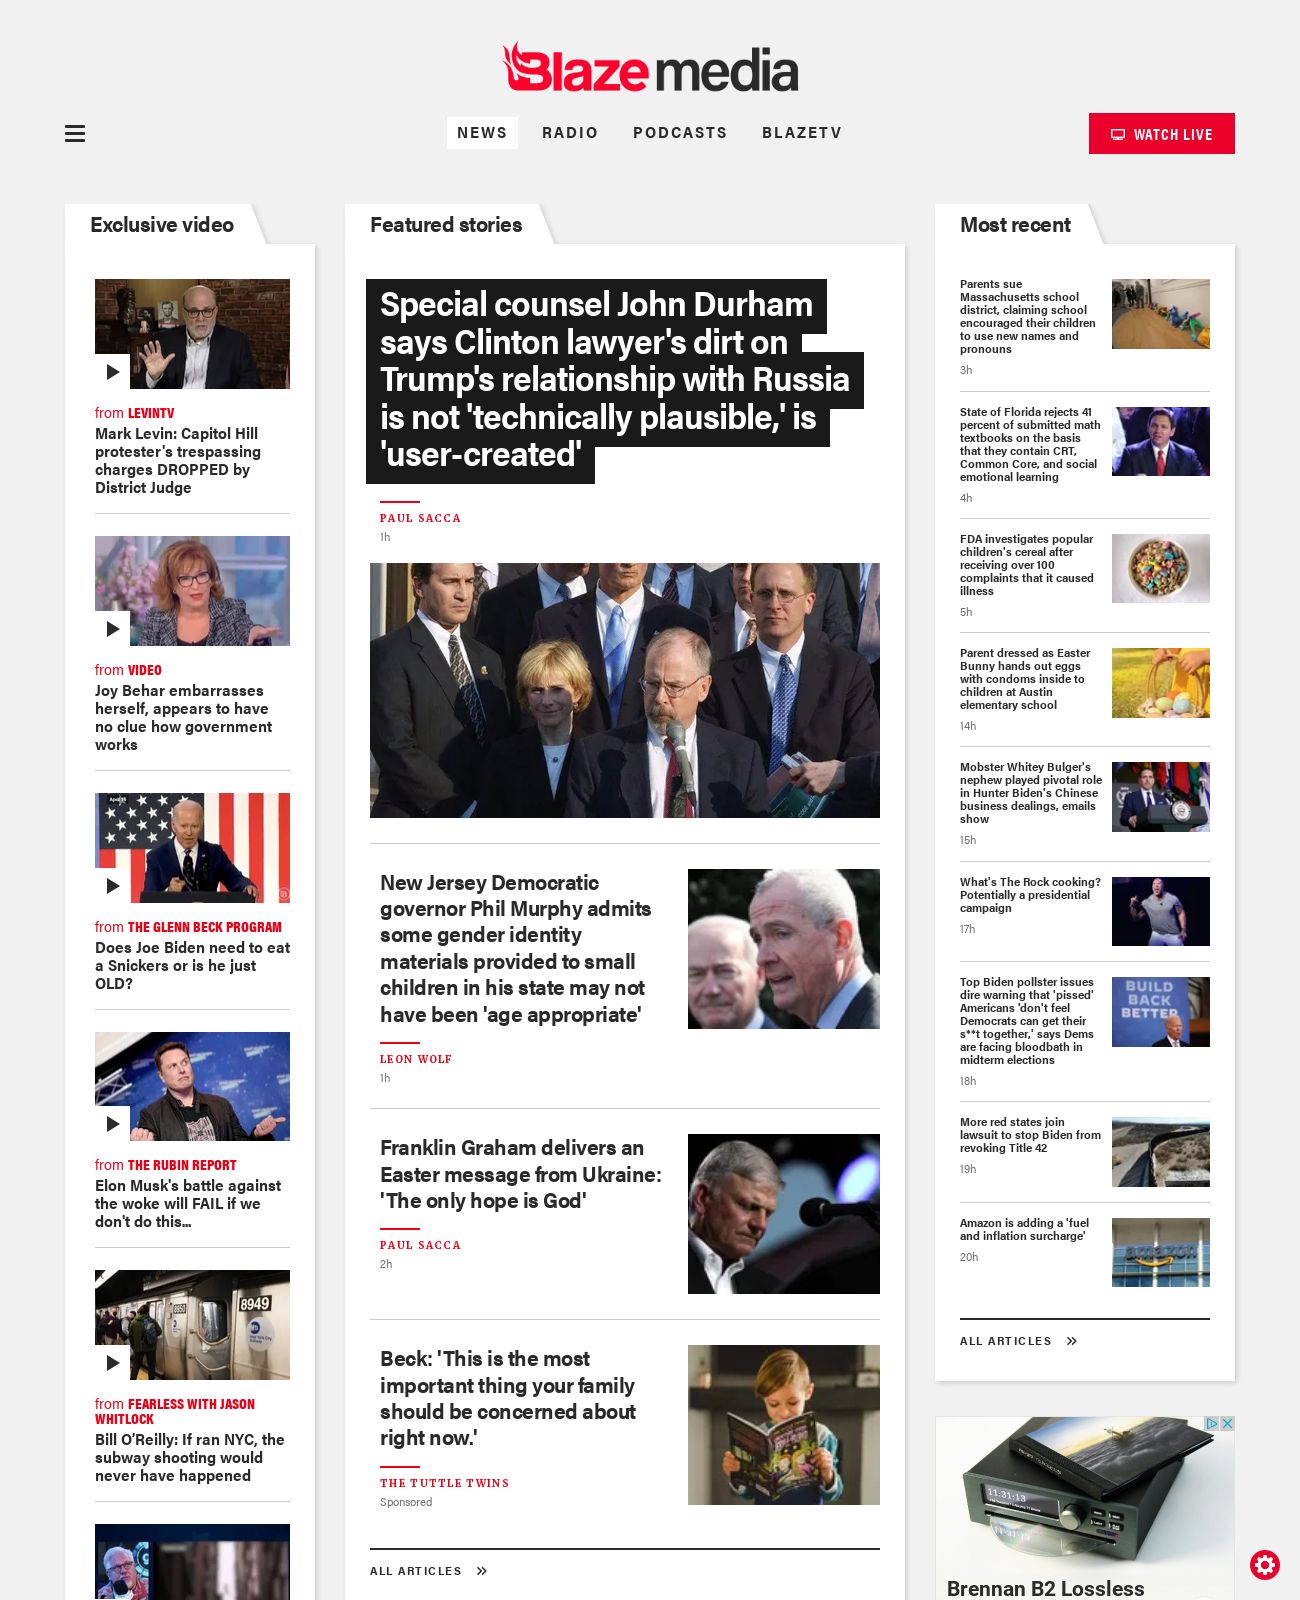 Blaze media
NEWS
RADIO
PODCASTS
BLAZETV
WATCH LIVE
Exclusive video
from LEVINTV
Mark Levin: Capitol Hill
protester's trespassing
charges DROPPED by
District Judge
from VIDEO
Joy Behar embarrasses
herself, appears to have
no clue how government
works
from THE GLENN BECK PROGRAM
Does Joe Biden need to eat
a Snickers or is he just
OLD?
from THE RUBIN REPORT
Elon Musk's battle against
the woke will FAIL if we
don't do this...
8949
from FEARLESS WITH JASON
WHITLOCK
Bill O’Reilly: If ran NYC, the
subway shooting would
never have happened
Featured stories
Special counsel John Durham
says Clinton lawyer's dirt on
Trump's relationship with Russia
is not 'technically plausible,' is
'user-created'
PAUL SACCA
1h
New Jersey Democratic
governor Phil Murphy admits
some gender identity
materials provided to small
children in his state may not
have been 'age appropriate'
LEON WOLF
1h
Franklin Graham delivers an
Easter message from Ukraine:
'The only hope is God'
PAUL SACCA
2h
Beck: 'This is the most
important thing your family
should be concerned about
right now.'
THE TUTTLE TWINS
Sponsored
ALL ARTICLES
Most recent
Parents sue
Massachusetts school
district, claiming school
encouraged their children
to use new names and
pronouns
3h
State of Florida rejects 41
percent of submitted math
textbooks on the basis
that they contain CRT,
Common Core, and social
emotional learning
4h
FDA investigates popular
children's cereal after
receiving over 100
complaints that it caused
illness
5h
Parent dressed as Easter
Bunny hands out eggs
with condoms inside to
children at Austin
elementary school
14h
Mobster Whitey Bulger's
nephew played pivotal role
in Hunter Biden's Chinese
business dealings, emails
show
15h
What's The Rock cooking?
Potentially a presidential
campaign
17h
Top Biden pollster issues
dire warning that 'pissed'
Americans 'don't feel
Democrats can get their
s**t together,' says Dems
are facing bloodbath in
midterm elections
18h
BUILD
BACK
BETTER
More red states join
lawsuit to stop Biden from
revoking Title 42
19h
Amazon is adding a 'fuel
and inflation surcharge'
20h
amazon
ALL ARTICLES
11:31:13
Brennan B2 Lossless